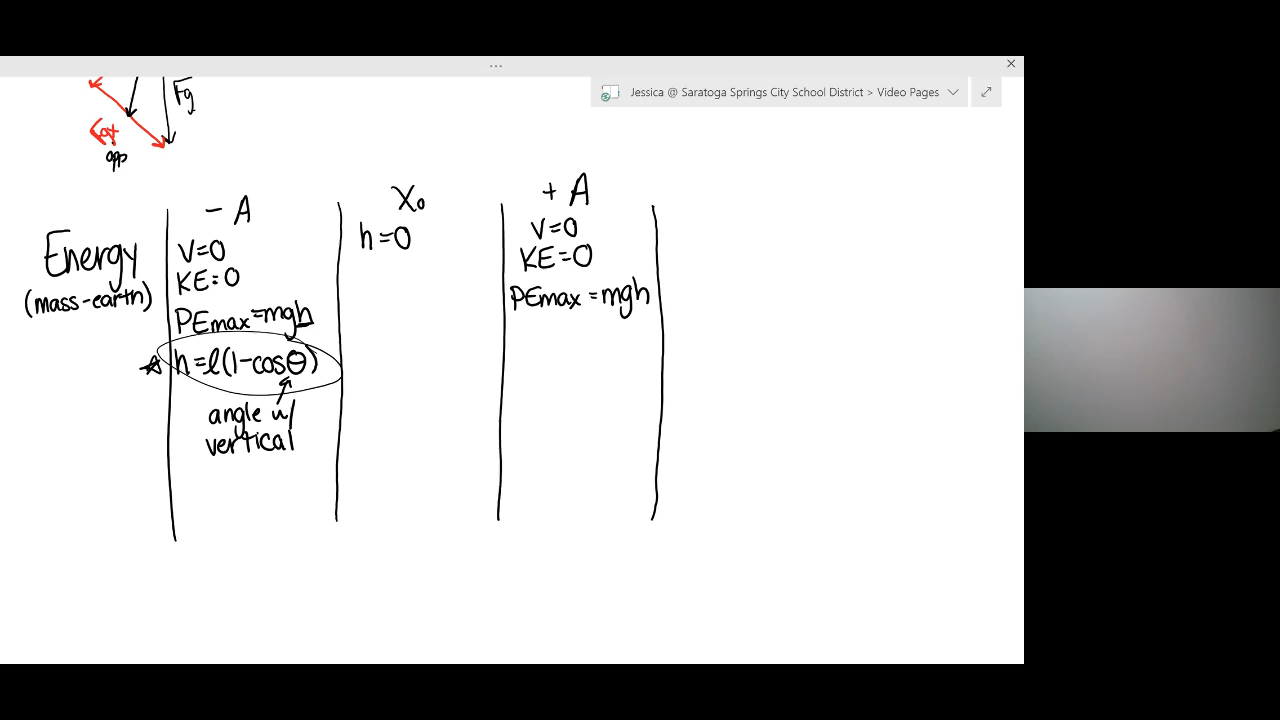 ...
Jessica @ Saratoga Springs City School District > Video Pages
Fg
Fgx
opp
- A
X₀
+ A
Energy
(mass-earth)
V=0
KE=0
PEmax=mgh
h=l(1-cosθ)
angle w/
vertical
h=0
V=0
KE=0
PEmax=mgh